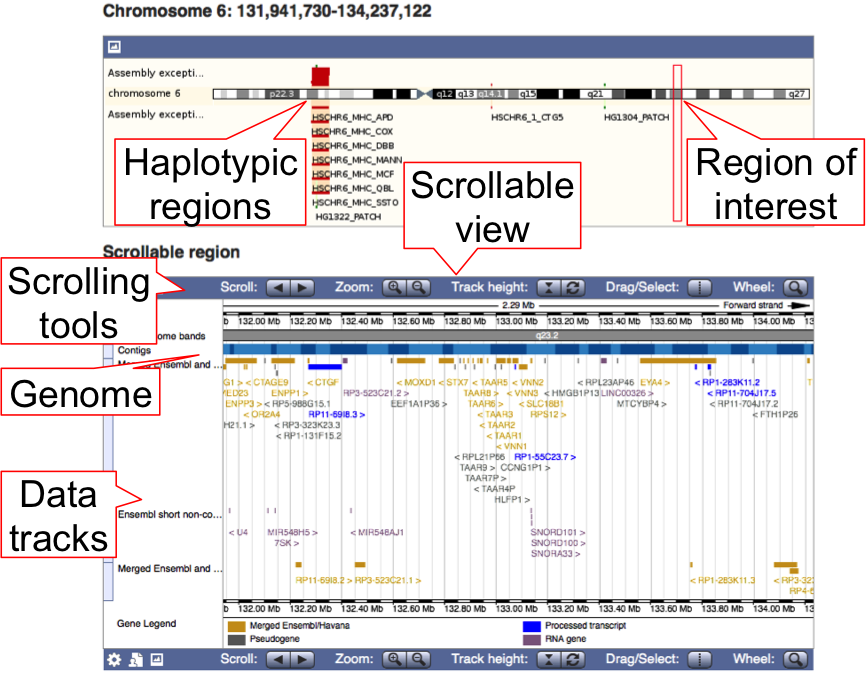 Chromosome 6: 131,941,730-134,237,122
Assembly excepti...
chromosome 6 p22.3 q12 q13 q14.1 q15 q21 q27
Assembly excepti...
HSCHR6_MHC_APD HSCHR6_1_CTG5 HG1304_PATCH
HSCHR6_MHC_COX
HSCHR6_MHC_DBB
HSCHR6_MHC_MANN
HSCHR6_MHC_MCF
HSCHR6_MHC_QBL
HSCHR6_MHC_SSTO
HG1322_PATCH
Haplotypic
regions
Scrollable
view
Region of
interest
Scrollable region
Scrolling
tools
Scroll: Zoom: Track height: Drag/Select: Wheel:
2.29 Mb Forward strand
b 132.00 Mb 132.20 Mb 132.40 Mb 132.60 Mb 132.80 Mb 133.00 Mb 133.20 Mb 133.40 Mb 133.60 Mb 133.80 Mb 134.00 Mb 13
ome bands q23.2
Contigs
Genome
Merged Ensembl and ...
G1 > < CTAGE9 < CTGF < MOXD1 < STX7 < TAAR5 < VNN2 < RPL23AP46 EYA4 > < RP1-283K11.2
ENPP1 > RP3-523C21.2 > TAAR8 > < VNN3 < HMGB1P13 LINC00326 > < RP11-704J17.5
ENPP3 > < RP5-988G15.1 EEF1A1P36 > TAAR6 > < SLC18B1 MTCYBP4 > < RP11-704J17.2
< OR2A4 RP11-69I8.3 > < TAAR3 RPS12 > < FTH1P26
H21.1 > < RP3-323K23.3 < TAAR2
< RP1-131F15.2 < TAAR1
< VNN1
< RPL21P66 RP1-55C23.7 >
TAAR9 > CCNG1P1 >
TAAR7P >
< TAAR4P
HLFP1 >
Data
tracks
Ensembl short non-co...
< U4 MIR548H5 > < MIR548AJ1 SNORD101 >
7SK > SNORD100 >
SNORA33 >
Merged Ensembl and ...
RP11-69I8.2 > RP3-523C21.1 > < RP1-283K11.3 < RP3-323
b 132.00 Mb 132.20 Mb 132.40 Mb 132.60 Mb 132.80 Mb 133.00 Mb 133.20 Mb 133.40 Mb 133.60 Mb 133.80 Mb 134.00 Mb 13
Gene Legend
Merged Ensembl/Havana Processed transcript
Pseudogene RNA gene
Scroll: Zoom: Track height: Drag/Select: Wheel: